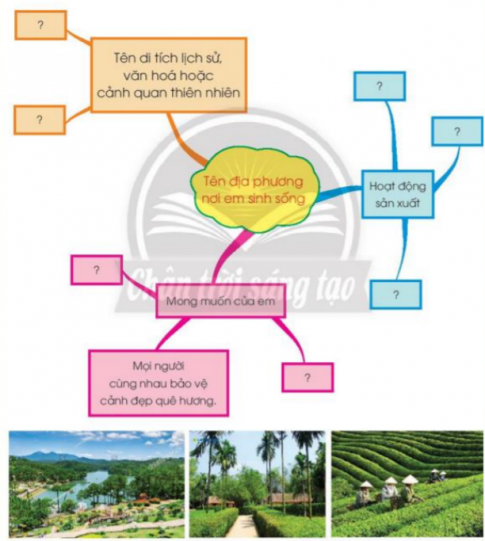 ?
Tên di tích lịch sử,
văn hoá hoặc
cảnh quan thiên nhiên
?
?
?
Tên địa phương
nơi em sinh sống
Hoạt động
sản xuất
?
?
Chân trời sáng tạo
Mong muốn của em
Mọi người
cùng nhau bảo vệ
cảnh đẹp quê hương.
?